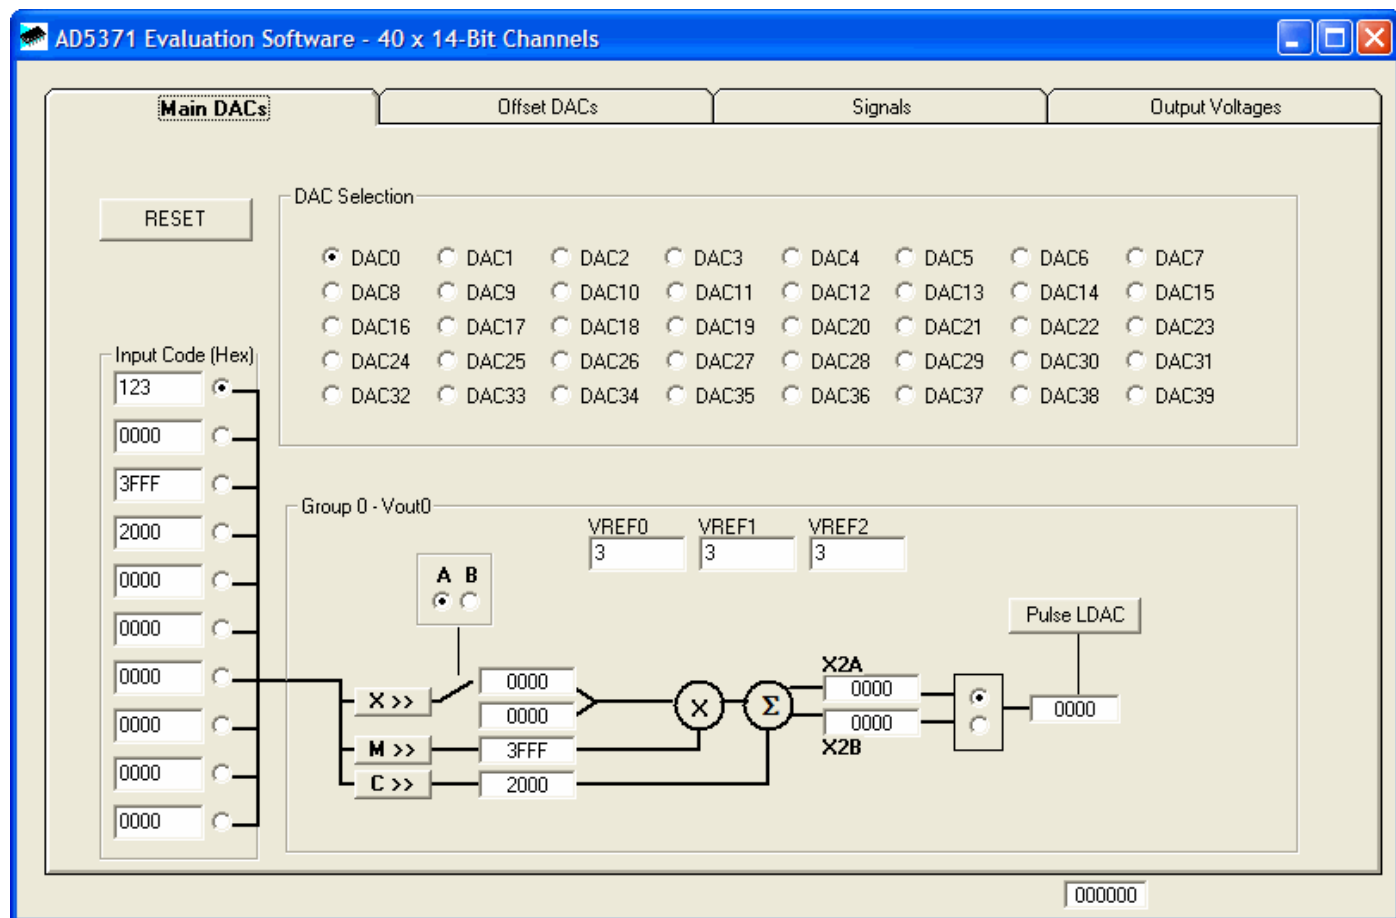 AD5371 Evaluation Software - 40 x 14-Bit Channels
Main DACs Offset DACs Signals Output Voltages
RESET
DAC Selection
DAC0 DAC1 DAC2 DAC3 DAC4 DAC5 DAC6 DAC7
DAC8 DAC9 DAC10 DAC11 DAC12 DAC13 DAC14 DAC15
DAC16 DAC17 DAC18 DAC19 DAC20 DAC21 DAC22 DAC23
DAC24 DAC25 DAC26 DAC27 DAC28 DAC29 DAC30 DAC31
DAC32 DAC33 DAC34 DAC35 DAC36 DAC37 DAC38 DAC39
Input Code (Hex)
123
0000
3FFF
2000
0000
0000
0000
0000
0000
0000
Group 0 - Vout0
VREF0 VREF1 VREF2
3 3 3
A B
Pulse LDAC
X >> 0000
0000
M >> 3FFF
C >> 2000
X
Σ
X2A
0000
0000
X2B
0000
000000